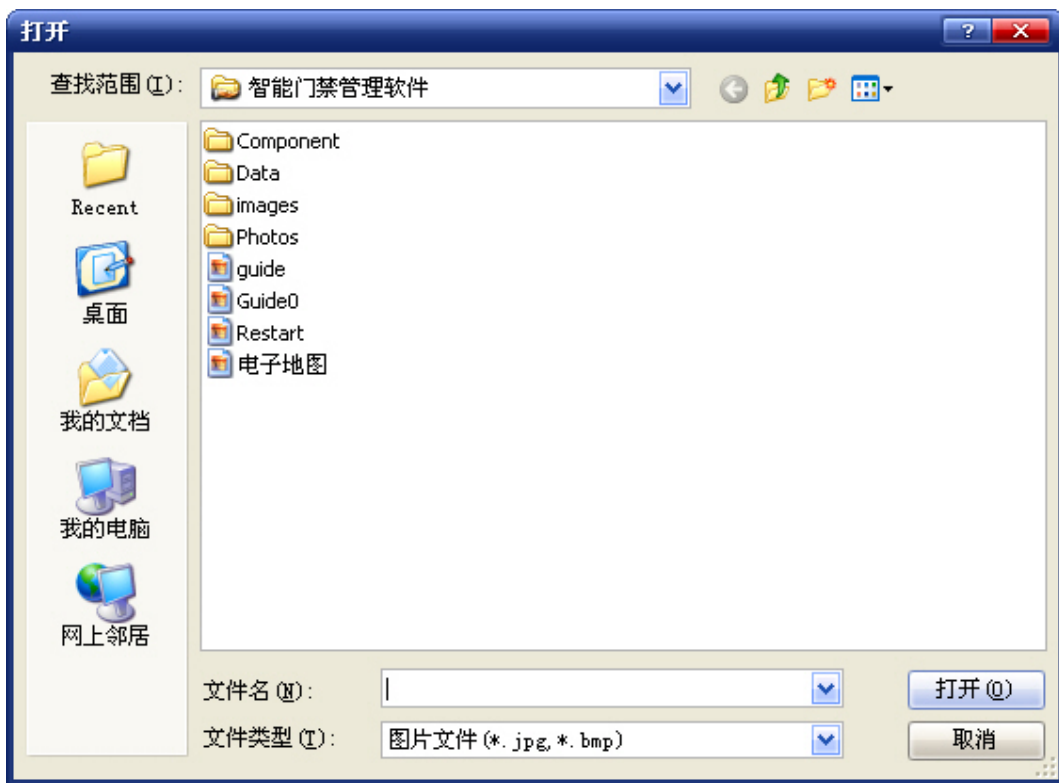 打开
查找范围(I):
智能门禁管理软件
Recent
桌面
我的文档
我的电脑
网上邻居
Component
Data
images
Photos
guide
Guide0
Restart
电子地图
文件名(N):
打开(O)
文件类型(T):
图片文件(*.jpg,*.bmp)
取消